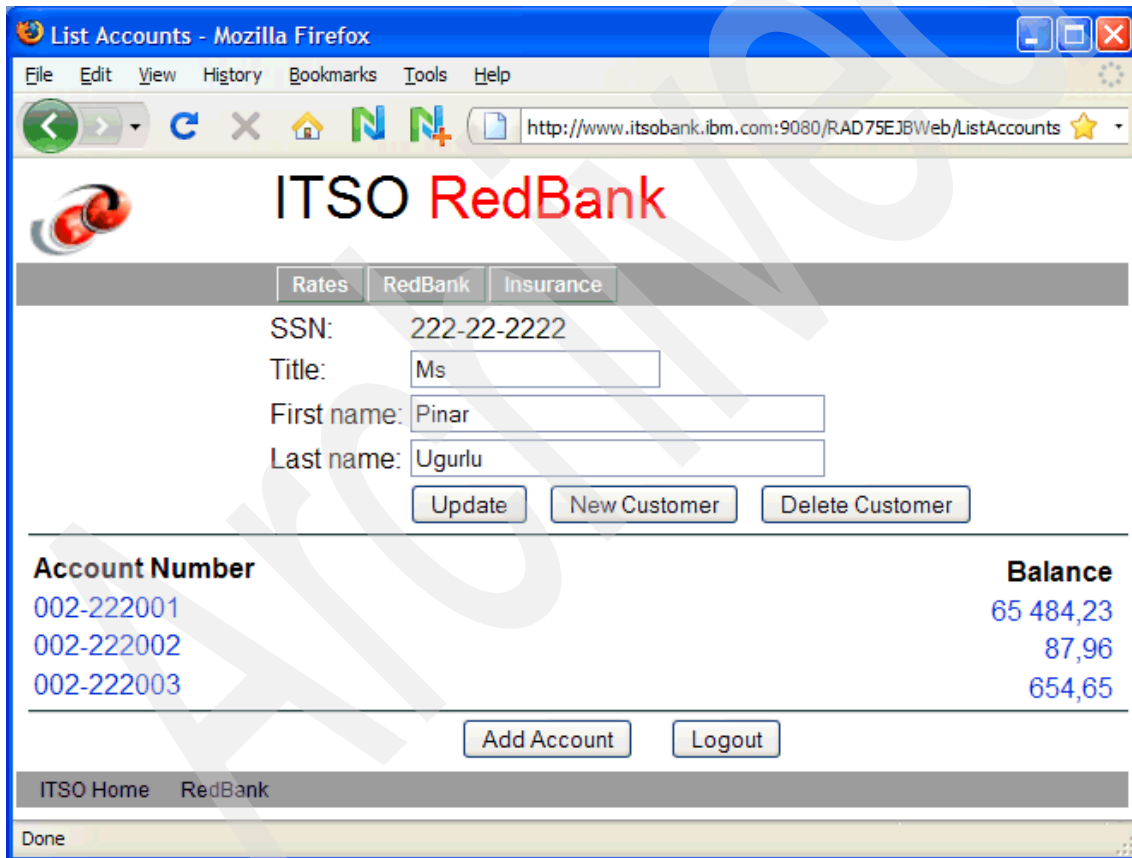 List Accounts - Mozilla Firefox
File Edit View History Bookmarks Tools Help
http://www.itsobank.ibm.com:9080/RAD75EJBWeb/ListAccounts
ITSO RedBank
Rates RedBank Insurance
SSN: 222-22-2222
Title: Ms
First name: Pinar
Last name: Ugurlu
Update New Customer Delete Customer
Account Number Balance
002-222001 65 484,23
002-222002 87,96
002-222003 654,65
Add Account Logout
ITSO Home RedBank
Done
Archived